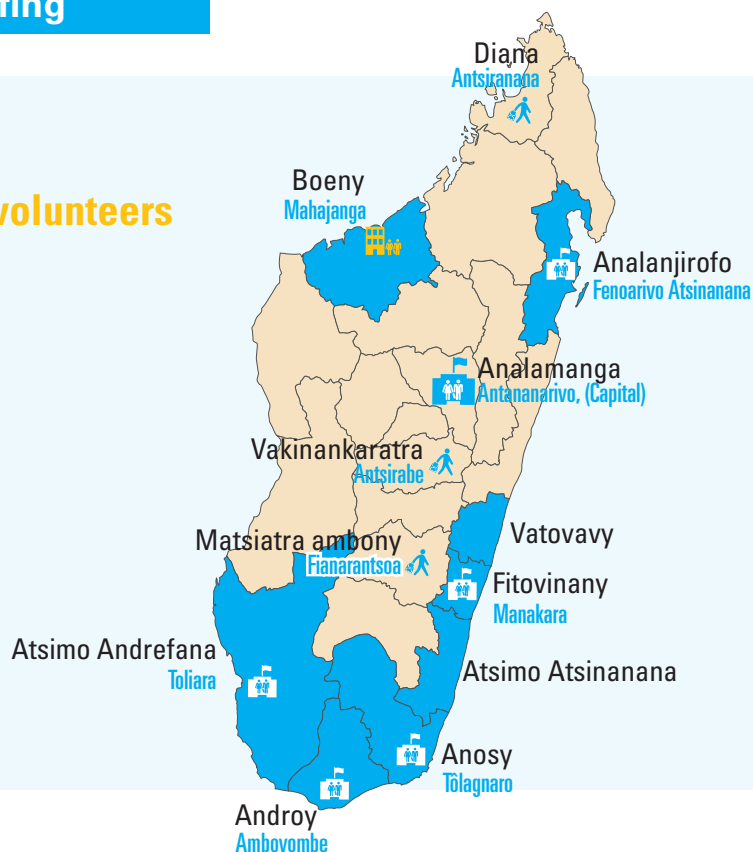 volunteers
Diana
Antsiranana
Boeny
Mahajanga
Analanjirofo
Fenoarivo Atsinanana
Analamanga
Antananarivo, (Capital)
Vakinankaratra
Antsirabe
Vatovavy
Matsiatra ambony
Fianarantsoa
Fitovinany
Manakara
Atsimo Andrefana
Toliara
Atsimo Atsinanana
Anosy
Tôlagnaro
Androy
Ambovombe